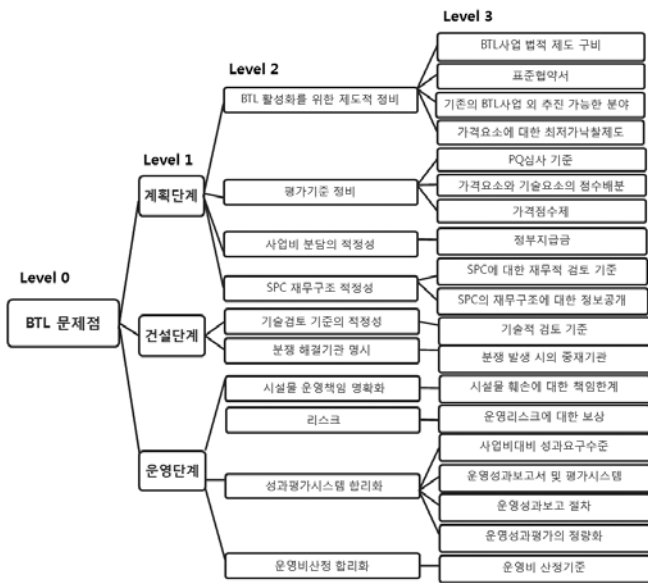 Level 3
BTL사업 법적 제도 구비
Level 2
표준협약서
BTL 활성화를 위한 제도적 정비
기존의 BTL사업 외 추진 가능한 분야
가격요소에 대한 최저가낙찰제도
Level 1
PQ심사 기준
계획단계
평가기준 정비
가격요소와 기술요소의 점수배분
가격점수제
사업비 분담의 적정성
정부지급금
Level 0
SPC 재무구조 적정성
SPC에 대한 재무적 검토 기준
SPC의 재무구조에 대한 정보공개
BTL 문제점
건설단계
기술검토 기준의 적정성
기술적 검토 기준
분쟁 해결기관 명시
분쟁 발생 시의 중재기관
시설물 운영책임 명확화
시설물 훼손에 대한 책임한계
리스크
운영리스크에 대한 보상
운영단계
사업비대비 성과요구수준
성과평가시스템 합리화
운영성과보고서 및 평가시스템
운영성과보고 절차
운영성과평가의 정량화
운영비산정 합리화
운영비 산정기준